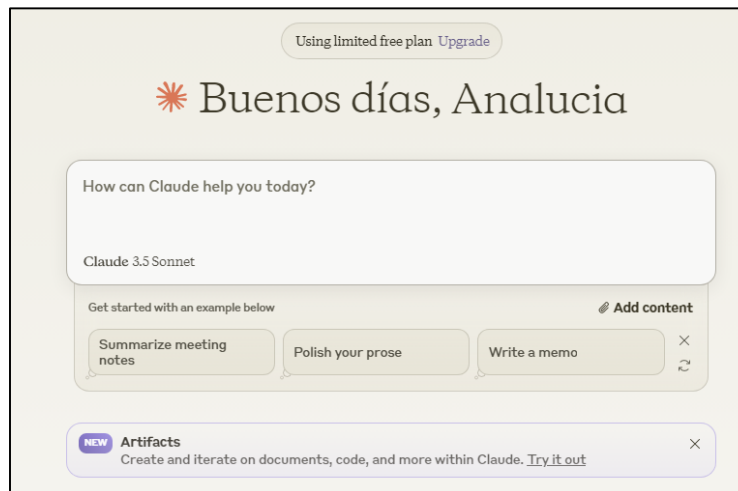 Using limited free plan Upgrade
Buenos días, Analucia
How can Claude help you today?
Claude 3.5 Sonnet
Get started with an example below
Add content
Summarize meeting
notes
Polish your prose
Write a memo
NEW Artifacts
Create and iterate on documents, code, and more within Claude. Try it out